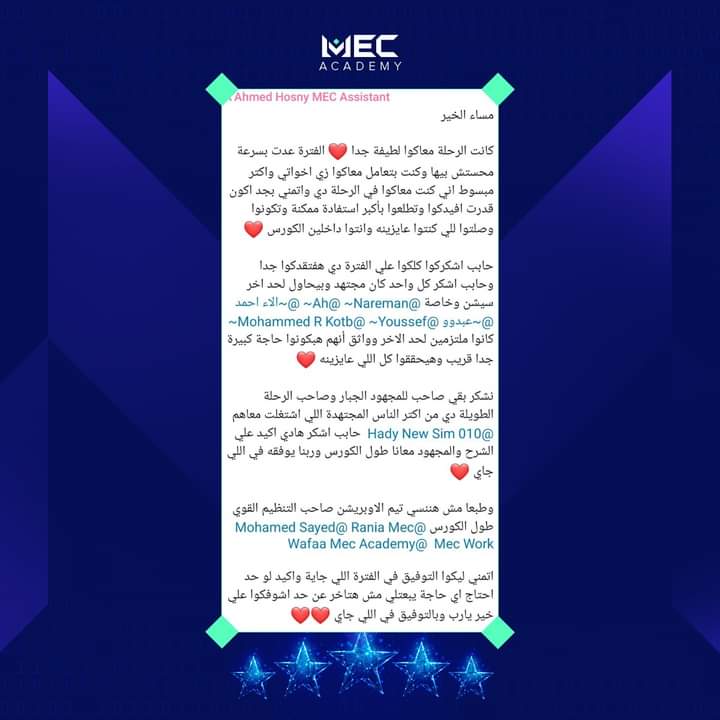 MEC
ACADEMY
Ahmed Hosny MEC Assistant
مساء الخير
كانت الرحلة معاكوا لطيفة جدا ❤️ الفترة عدت بسرعة
محستش بيها وكنت بتعامل معاكوا زي اخواتي واكتر
مبسوط اني كنت معاكوا في الرحلة دي واتمني بجد اكون
قدرت افيدكوا وتطلعوا بأكبر استفادة ممكنة وتكونوا
وصلتوا للي كنتوا عايزينه وانتوا داخلين الكورس ❤️
حابب اشكركوا كلكوا علي الفترة دي هفتقدكوا جدا
وحابب اشكر كل واحد كان مجتهد وبيحاول لحد اخر
سيشن وخاصة @Nareman~ @Ah~ @~الاء احمد
@~عبدوو @Youssef~ @Mohammed R Kotb~
كانوا ملتزمين لحد الاخر وواثق أنهم هيكونوا حاجة كبيرة
جدا قريب وهيحققوا كل اللي عايزينه ❤️
نشكر بقي صاحب للمجهود الجبار وصاحب الرحلة
الطويلة دي من اكتر الناس المجتهدة اللي اشتغلت معاهم
@Hady New Sim 010 حابب اشكر هادي اكيد علي
الشرح والمجهود معانا طول الكورس وربنا يوفقه في اللي
جاي ❤️
وطبعا مش هننسي تيم الاوبريشن صاحب التنظيم القوي
طول الكورس @Mohamed Sayed@ Rania Mec
Wafaa Mec Academy@ Mec Work
اتمني ليكوا التوفيق في الفترة اللي جاية واكيد لو حد
احتاج اي حاجة يبعتلي مش هتاخر عن حد اشوفكوا علي
خير يارب وبالتوفيق في اللي جاي ❤️❤️